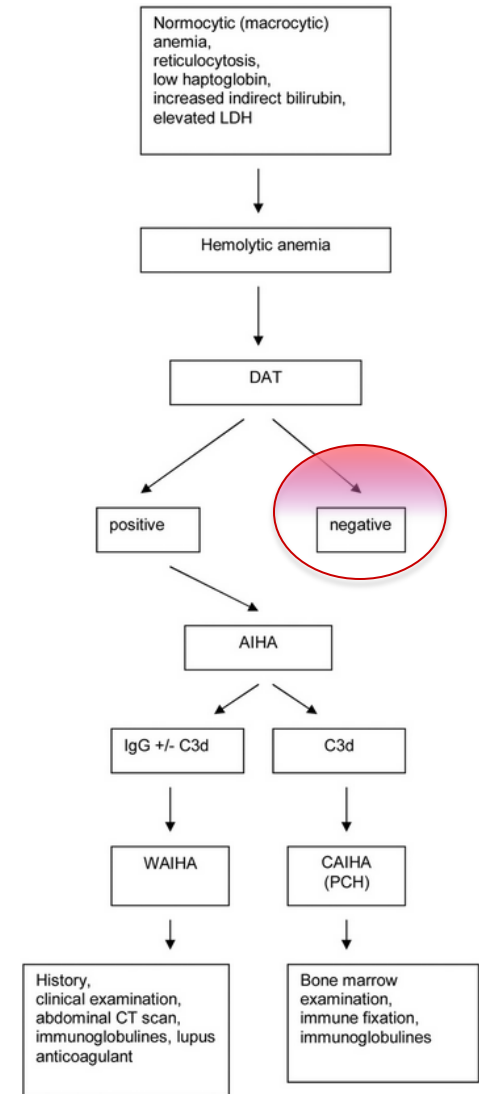 Normocytic (macrocytic)
anemia,
reticulocytosis,
low haptoglobin,
increased indirect bilirubin,
elevated LDH
Hemolytic anemia
DAT
positive
negative
AIHA
IgG +/- C3d
C3d
WAIHA
CAIHA
(PCH)
History,
clinical examination,
abdominal CT scan,
immunoglobulines, lupus
anticoagulant
Bone marrow
examination,
immune fixation,
immunoglobulines